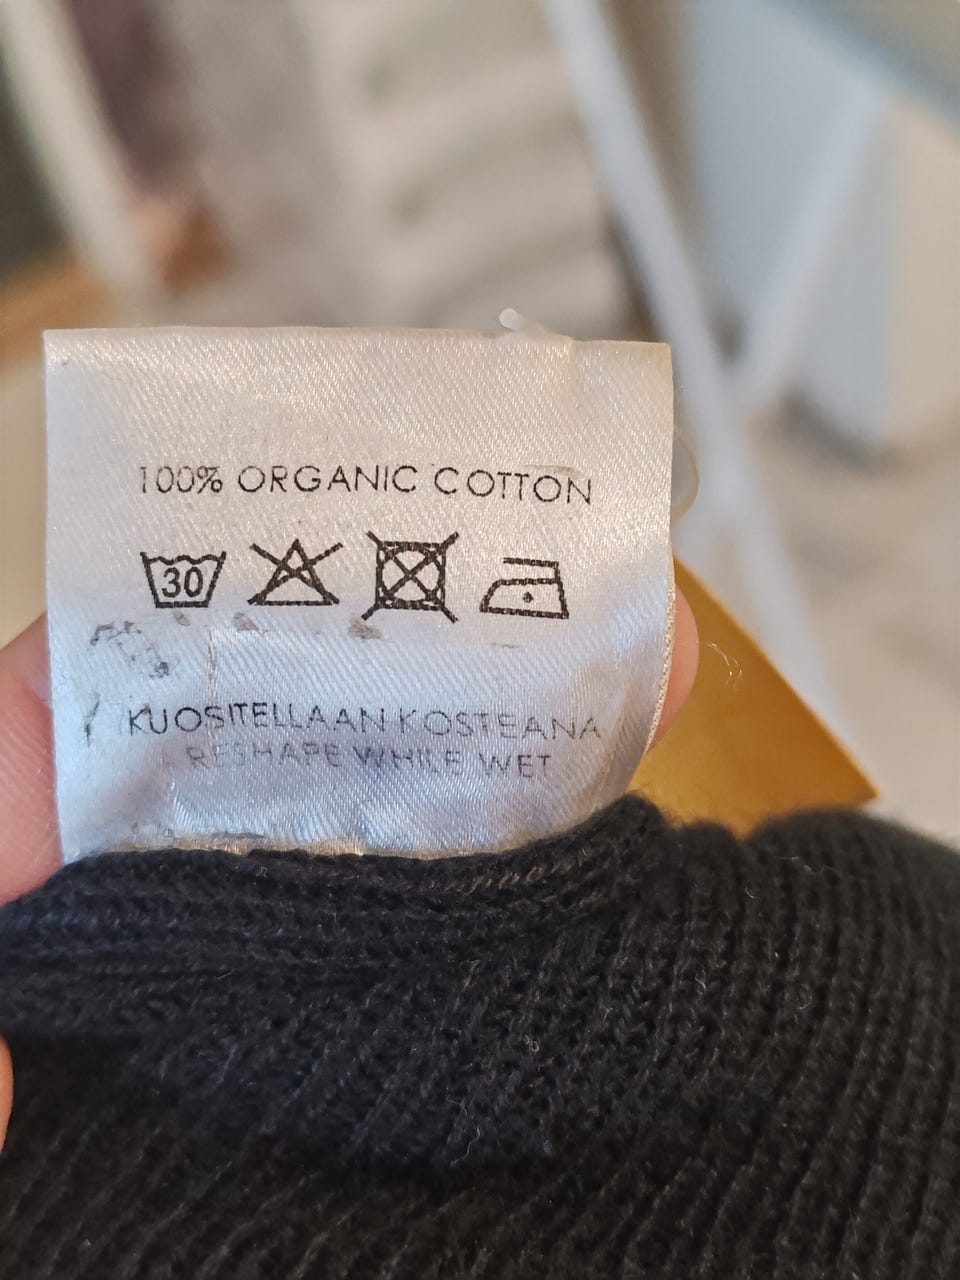 100% ORGANIC COTTON
30
KUOSITELLAAN KOSTEANA
RESHAPE WHILE WET